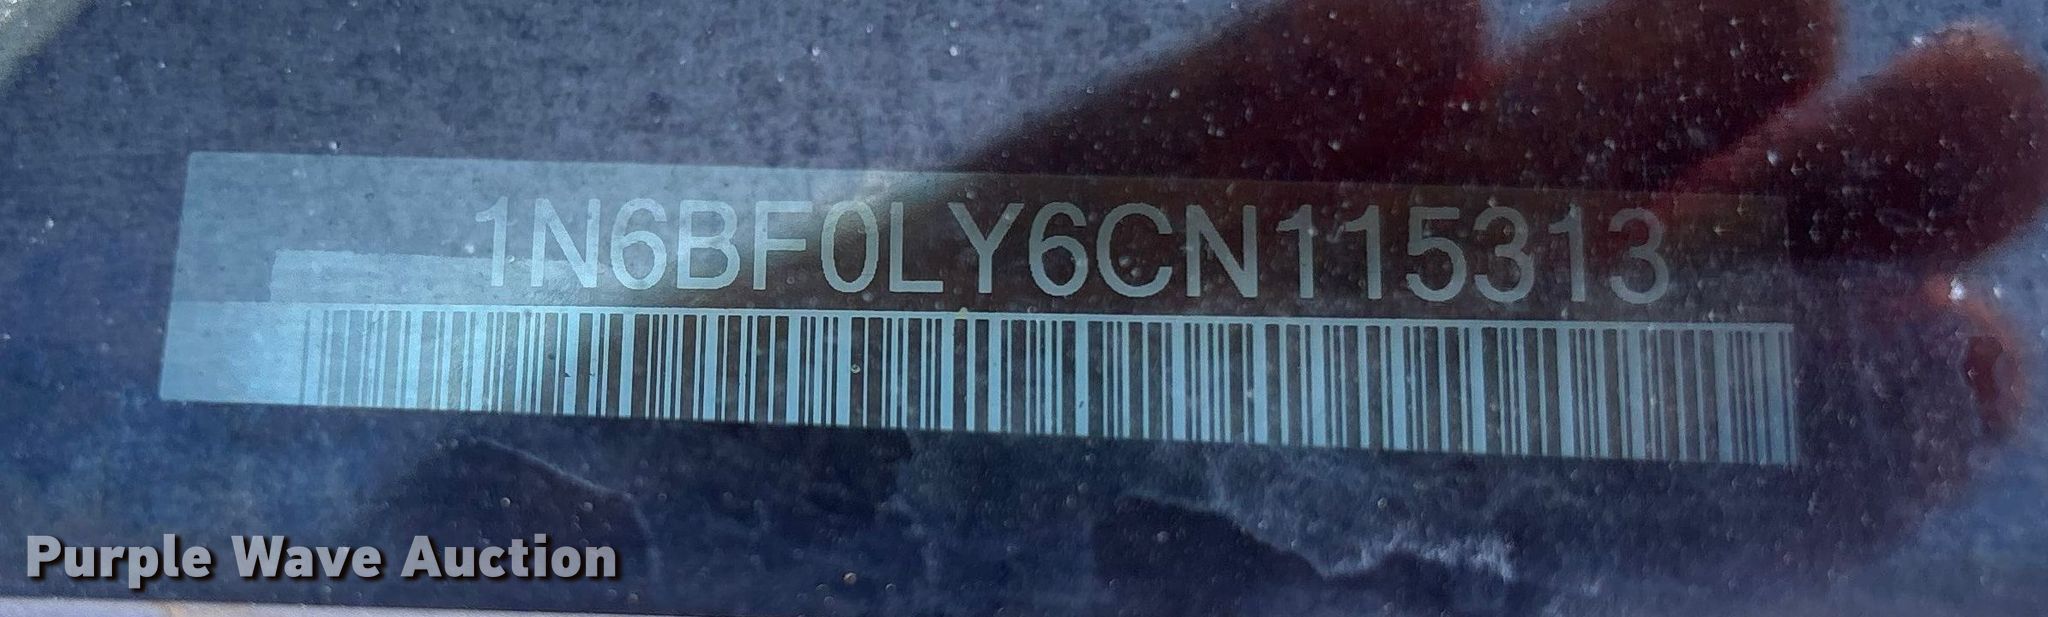 1N6BF0LY6CN115313
Purple Wave Auction